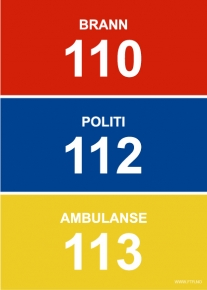 BRANN
110
POLITI
112
AMBULANSE
113